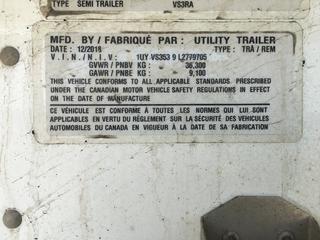 TYPE SEMI TRAILER VS3RA
MFD. BY / FABRIQUÉ PAR : UTILITY TRAILER
DATE : 12/2018 TYPE : TRA / REM
V . I . N . / N . I . V : 1UY VS353 9 L2779705
GVWR / PNBV KG : 36,300
GAWR / PNBE KG : 9,100
THIS VEHICLE CONFORMS TO ALL APPLICABLE STANDARDS PRESCRIBED
UNDER THE CANADIAN MOTOR VEHICLE SAFETY REGULATIONS IN EFFECT
ON THE DATE OF MANUFACTURE
CE VÉHICULE EST CONFORME À TOUTES LES NORMES QUI LUI SONT
APPLICABLES EN VERTU DU RÈGLEMENT SUR LA SÉCURITÉ DES VÉHICULES
AUTOMOBILES DU CANADA EN VIGUEUR À LA DATE DE SA FABRICATION